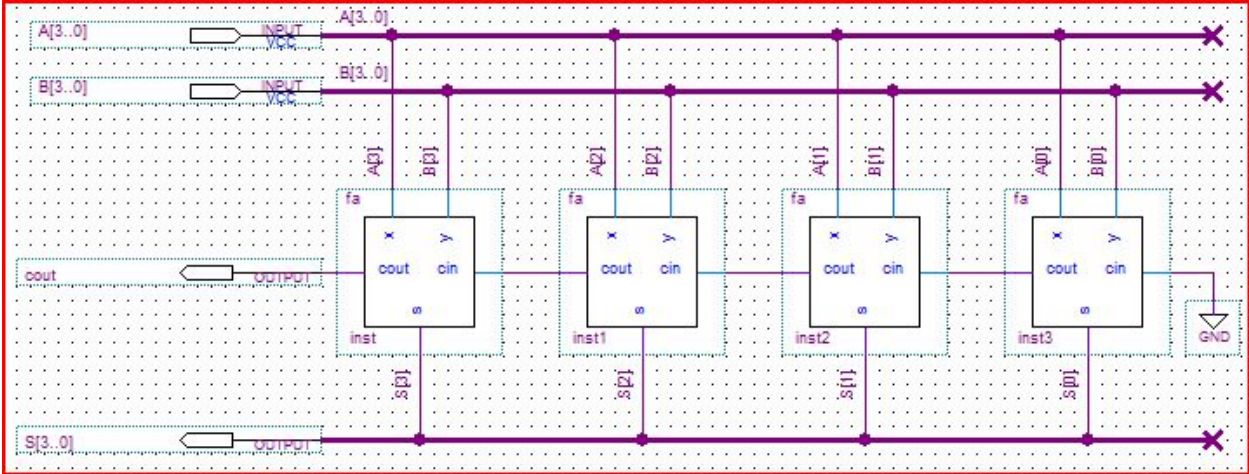 A[3..0] INPUT VCC A[3..0]
B[3..0] INPUT VCC B[3..0]
A[3] B[3] A[2] B[2] A[1] B[1] A[0] B[0]
fa fa fa fa
x y x y x y x y
cout OUTPUT cout cin cout cin cout cin cout cin
s s s s
inst inst1 inst2 inst3 GND
S[3] S[2] S[1] S[0]
S[3..0] OUTPUT